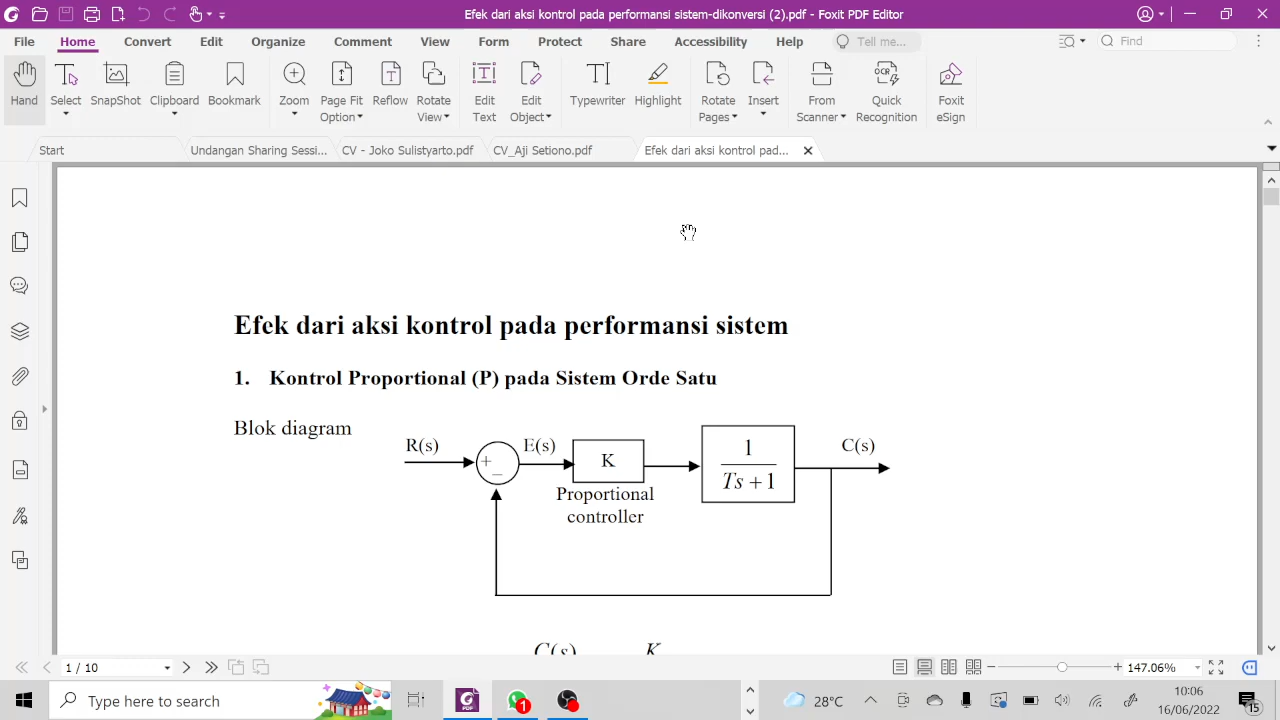 Efek dari aksi kontrol pada performansi sistem-dikonversi (2).pdf - Foxit PDF Editor
File Home Convert Edit Organize Comment View Form Protect Share Accessibility Help Tell me... Find
Hand Select SnapShot Clipboard Bookmark Zoom Page Fit Option Reflow Rotate View Edit Text Edit Object Typewriter Highlight Rotate Pages Insert From Scanner OCR Quick Recognition Foxit eSign
Start Undangan Sharing Sessi... CV - Joko Sulistyarto.pdf CV_Aji Setiono.pdf Efek dari aksi kontrol pad...
Efek dari aksi kontrol pada performansi sistem
1. Kontrol Proportional (P) pada Sistem Orde Satu
Blok diagram
R(s) + − E(s) K 1 / Ts + 1 C(s)
Proportional
controller
C(s) K
1 / 10 147.06%
Type here to search PDF 1 28°C 10:06
16/06/2022 15